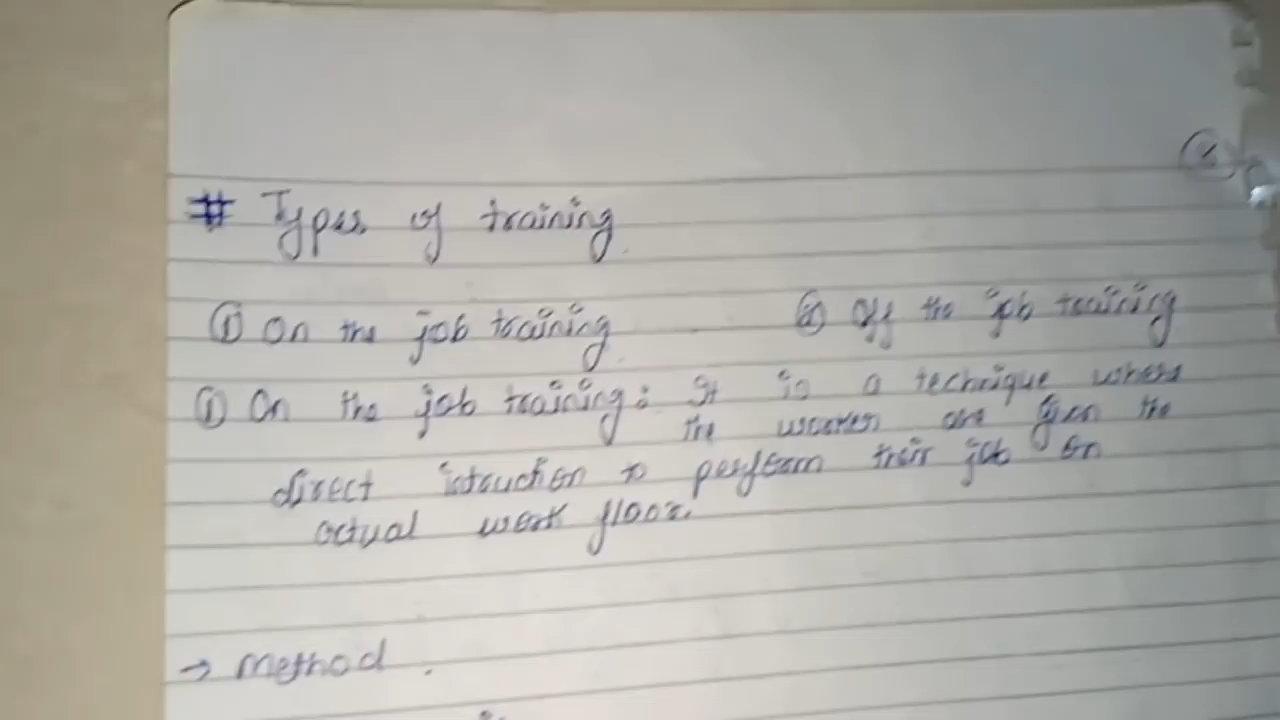 # Types of training
① On the job training ② Off the job training
① On the job training: It is a technique where
the worker are given the
direct intruction to perform their job on
actual work floor.
→ Method.